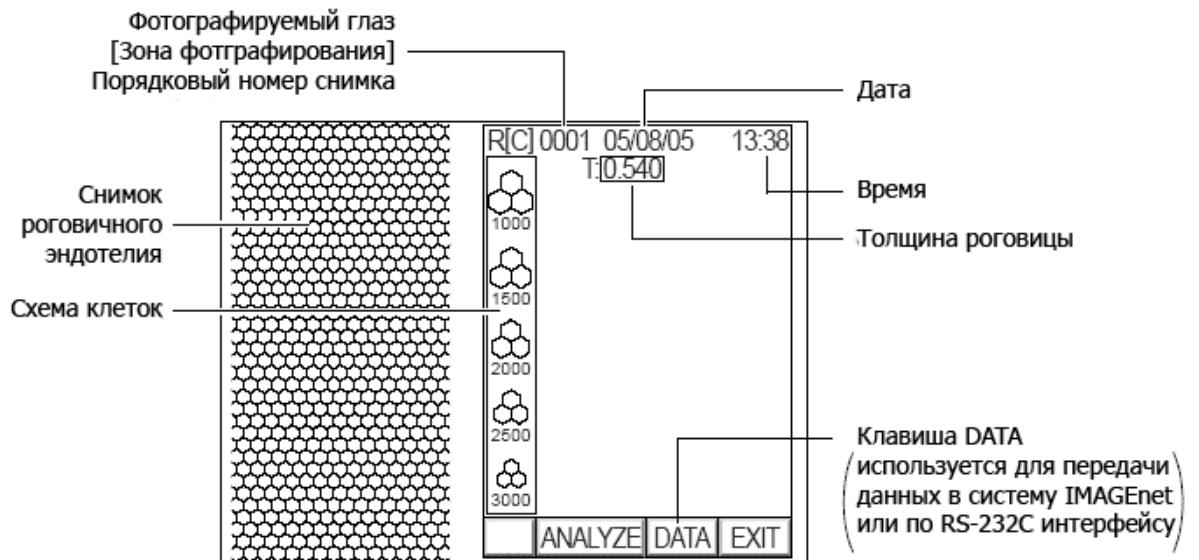 Фотографируемый глаз
[Зона фотграфирования]
Порядковый номер снимка
Дата
R[C] 0001 05/08/05 13:38
T:0.540
Время
Снимок
роговичного
эндотелия
1000
Толщина роговицы
Схема клеток
1500
2000
2500
3000
Клавиша DATA
(используется для передачи
данных в систему IMAGEnet
или по RS-232C интерфейсу)
ANALYZE DATA EXIT